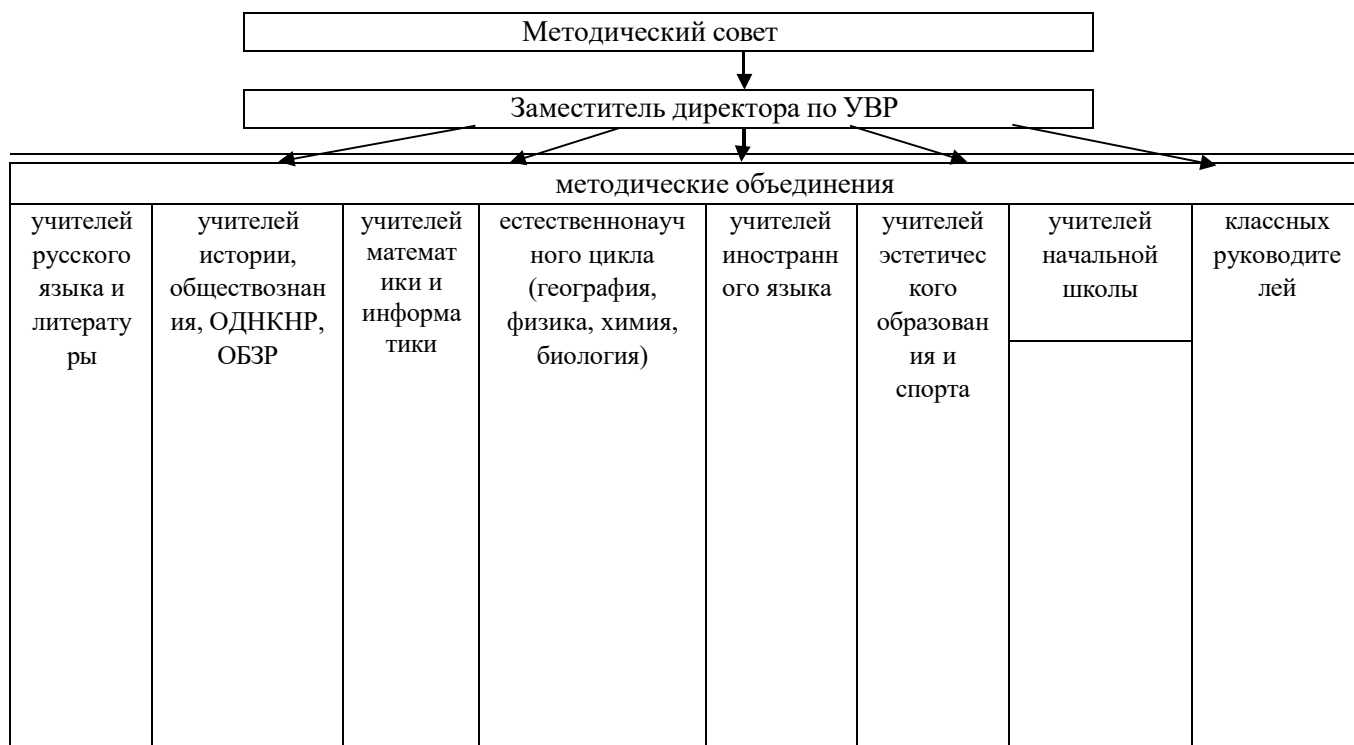 Методический совет
Заместитель директора по УВР
методические объединения
учителей
русского
языка и
литерату
ры
учителей
истории,
обществознан
ия, ОДНКНР,
ОБЗР
учителей
математ
ики и
информа
тики
естественнонауч
ного цикла
(география,
физика, химия,
биология)
учителей
иностранн
ого языка
учителей
эстетичес
кого
образован
ия и
спорта
учителей
начальной
школы
классных
руководите
лей